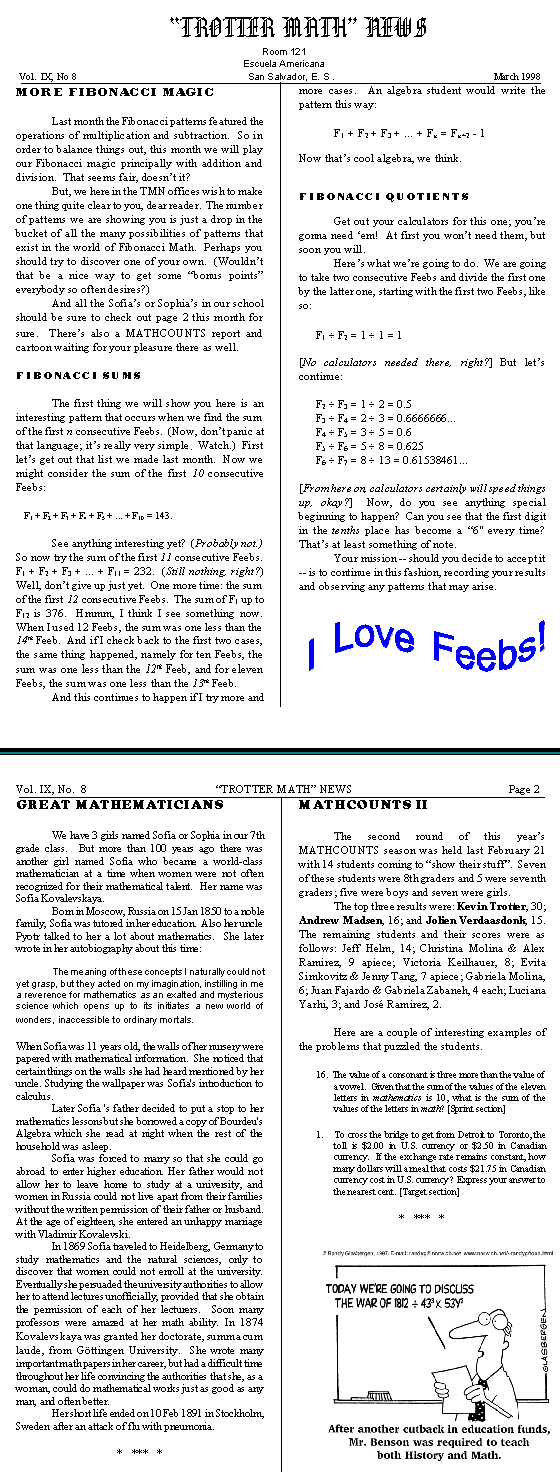 "TROTTER MATH" NEWS
Room 121
Escuela Americana
Vol. IX, No 8 San Salvador, E. S. March 1998
MORE FIBONACCI MAGIC
Last month the Fibonacci patterns featured the
operations of multiplication and subtraction. So in
order to balance things out, this month we will play
our Fibonacci magic principally with addition and
division. That seems fair, doesn't it?
But, we here in the TMN offices wish to make
one thing quite clear to you, dear reader. The number
of patterns we are showing you is just a drop in the
bucket of all the many possibilities of patterns that
exist in the world of Fibonacci Math. Perhaps you
should try to discover one of your own. (Wouldn't
that be a nice way to get some "bonus points"
everybody so often desires?)
And all the Sofia's or Sophia's in our school
should be sure to check out page 2 this month for
sure. There's also a MATHCOUNTS report and
cartoon waiting for your pleasure there as well.
FIBONACCI SUMS
The first thing we will show you here is an
interesting pattern that occurs when we find the sum
of the first n consecutive Feebs. (Now, don't panic at
that language; it's really very simple. Watch.) First
let's get out that list we made last month. Now we
might consider the sum of the first 10 consecutive
Feebs:
F₁ + F₂ + F₃ + F₄ + F₅ + ... + F₁₀ = 143.
See anything interesting yet? (Probably not.)
So now try the sum of the first 11 consecutive Feebs.
F₁ + F₂ + F₃ + ... + F₁₁ = 232. (Still nothing, right?)
Well, don't give up just yet. One more time: the sum
of the first 12 consecutive Feebs. The sum of F₁ up to
F₁₂ is 376. Hmmm, I think I see something now.
When I used 12 Feebs, the sum was one less than the
14ᵗʰ Feeb. And if I check back to the first two cases,
the same thing happened, namely for ten Feebs, the
sum was one less than the 12ᵗʰ Feeb, and for eleven
Feebs, the sum was one less than the 13ᵗʰ Feeb.
And this continues to happen if I try more and
more cases. An algebra student would write the
pattern this way:
F₁ + F₂ + F₃ + ... + Fₙ = Fₙ₊₂ - 1
Now that's cool algebra, we think.
FIBONACCI QUOTIENTS
Get out your calculators for this one; you're
gonna need 'em! At first you won't need them, but
soon you will.
Here's what we're going to do. We are going
to take two consecutive Feebs and divide the first one
by the latter one, starting with the first two Feebs, like
so:
F₁ ÷ F₂ = 1 ÷ 1 = 1
[No calculators needed there, right?] But let's
continue:
F₂ ÷ F₃ = 1 ÷ 2 = 0.5
F₃ ÷ F₄ = 2 ÷ 3 = 0.6666666...
F₄ ÷ F₅ = 3 ÷ 5 = 0.6
F₅ ÷ F₆ = 5 ÷ 8 = 0.625
F₆ ÷ F₇ = 8 ÷ 13 = 0.61538461...
[From here on, calculators certainly will speed things
up, okay?] Now, do you see anything special
beginning to happen? Can you see that the first digit
in the tenths place has become a "6" every time?
That's at least something of note.
Your mission -- should you decide to accept it
-- is to continue in this fashion, recording your results
and observing any patterns that may arise.
I Love Feebs!
Vol. IX, No. 8 "TROTTER MATH" NEWS Page 2
GREAT MATHEMATICIANS
We have 3 girls named Sofia or Sophia in our 7th
grade class. But more than 100 years ago there was
another girl named Sofia who became a world-class
mathematician at a time when women were not often
recognized for their mathematical talent. Her name was
Sofia Kovalevskaya.
Born in Moscow, Russia on 15 Jan 1850 to a noble
family, Sofia was tutored in her education. Also her uncle
Pyotr talked to her a lot about mathematics. She later
wrote in her autobiography about this time:
The meaning of these concepts I naturally could not
yet grasp, but they acted on my imagination, instilling in me
a reverence for mathematics as an exalted and mysterious
science which opens up to its initiates a new world of
wonders, inaccessible to ordinary mortals.
When Sofia was 11 years old, the walls of her nursery were
papered with mathematical information. She noticed that
certain things on the walls she had heard mentioned by her
uncle. Studying the wallpaper was Sofia's introduction to
calculus.
Later Sofia 's father decided to put a stop to her
mathematics lessons but she borrowed a copy of Bourdeu's
Algebra which she read at night when the rest of the
household was asleep.
Sofia was forced to marry so that she could go
abroad to enter higher education. Her father would not
allow her to leave home to study at a university, and
women in Russia could not live apart from their families
without the written permission of their father or husband.
At the age of eighteen, she entered an unhappy marriage
with Vladimir Kovalevski.
In 1869 Sofia traveled to Heidelberg, Germany to
study mathematics and the natural sciences, only to
discover that women could not enroll at the university.
Eventually she persuaded the university authorities to allow
her to attend lectures unofficially, provided that she obtain
the permission of each of her lecturers. Soon many
professors were amazed at her math ability. In 1874
Kovalevskaya was granted her doctorate, summa cum
laude, from Göttingen University. She wrote many
important math papers in her career, but had a difficult time
throughout her life convincing the authorities that she, as a
woman, could do mathematical works just as good as any
man, and often better.
Her short life ended on 10 Feb 1891 in Stockholm,
Sweden after an attack of flu with pneumonia.
* *** *
MATHCOUNTS II
The second round of this year's
MATHCOUNTS season was held last February 21
with 14 students coming to "show their stuff". Seven
of these students were 8th graders and 5 were seventh
graders; five were boys and seven were girls.
The top three results were: Kevin Trotter, 30;
Andrew Madsen, 16; and Jolien Verdaasdonk, 15.
The remaining students and their scores were as
follows: Jeff Helm, 14; Christina Molina & Alex
Ramirez, 9 apiece; Victoria Keilhauer, 8; Evita
Simkovitz & Jenny Tang, 7 apiece; Gabriela Molina,
6; Juan Fajardo & Gabriela Zabaneh, 4 each; Luciana
Yarhi, 3; and José Ramirez, 2.
Here are a couple of interesting examples of
the problems that puzzled the students.
16. The value of a consonant is three more than the value of
a vowel. Given that the sum of the values of the eleven
letters in mathematics is 10, what is the sum of the
values of the letters in math? [Sprint section]
1. To cross the bridge to get from Detroit to Toronto, the
toll is $2.00 in U.S. currency or $2.50 in Canadian
currency. If the exchange rate remains constant, how
many dollars will a meal that costs $21.75 in Canadian
currency cost in U.S. currency? Express your answer to
the nearest cent.. [Target section]
* *** *
© Randy Glasbergen, 1997. E-mail: randy@norwich.net www.norwich.net/~randyg/toon.html
TODAY WE'RE GOING TO DISCUSS
THE WAR OF 1812 ÷ 43³ x 53Y⁵
GLASBERGEN
After another cutback in education funds,
Mr. Benson was required to teach
both History and Math.